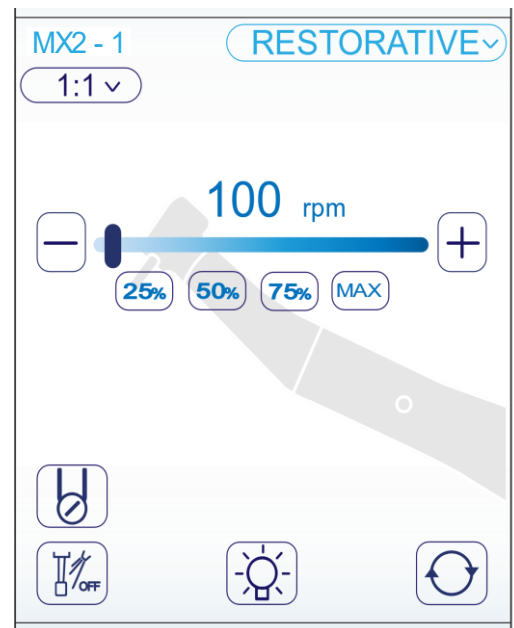 MX2 - 1 RESTORATIVE
1:1
100 rpm
25% 50% 75% MAX
OFF